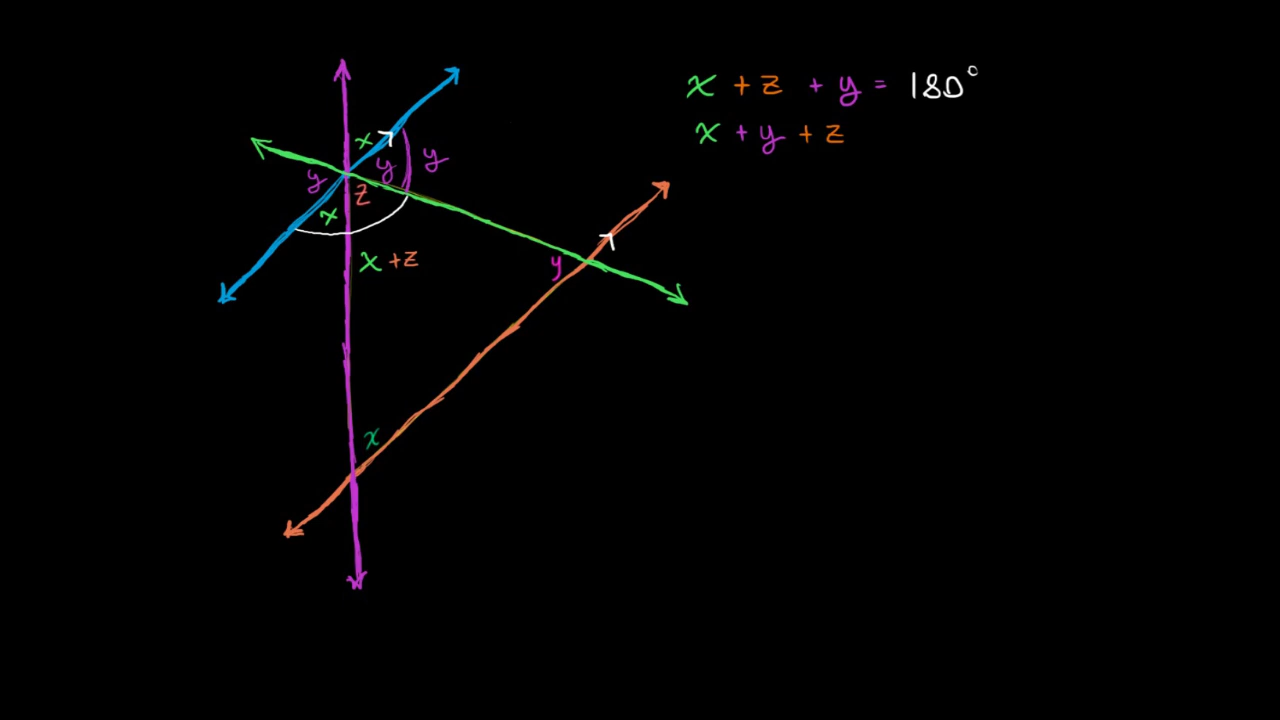 x + z + y = 180°
x + y + z
x
y
y
y
z
x
x + z
y
x